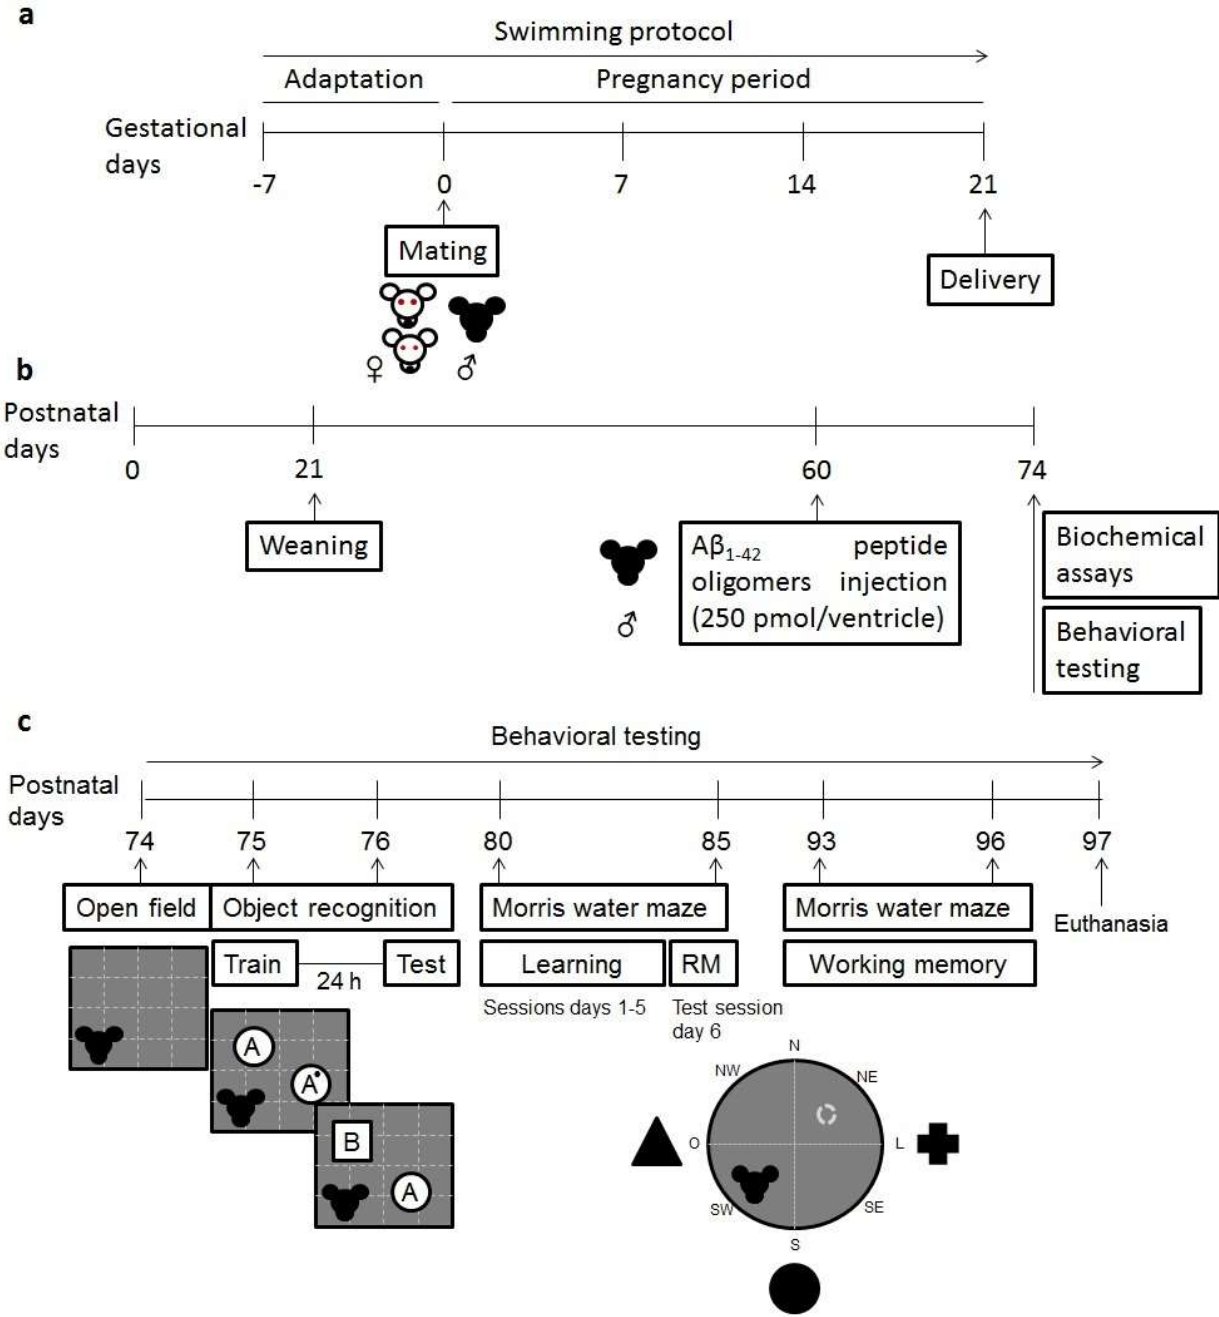 a
Swimming protocol
Adaptation Pregnancy period
Gestational
days
-7 0 7 14 21
Mating
Delivery
♀ ♂
b
Postnatal
days
0 21 60 74
Weaning
♂
Aβ1-42 peptide
oligomers injection
(250 pmol/ventricle)
Biochemical
assays
Behavioral
testing
c
Behavioral testing
Postnatal
days
74 75 76 80 85 93 96 97
Open field Object recognition Morris water maze Morris water maze Euthanasia
Train 24 h Test Learning RM Working memory
Sessions days 1-5 Test session
day 6
A
A
B
A
N
NW NE
O L
SW SE
S